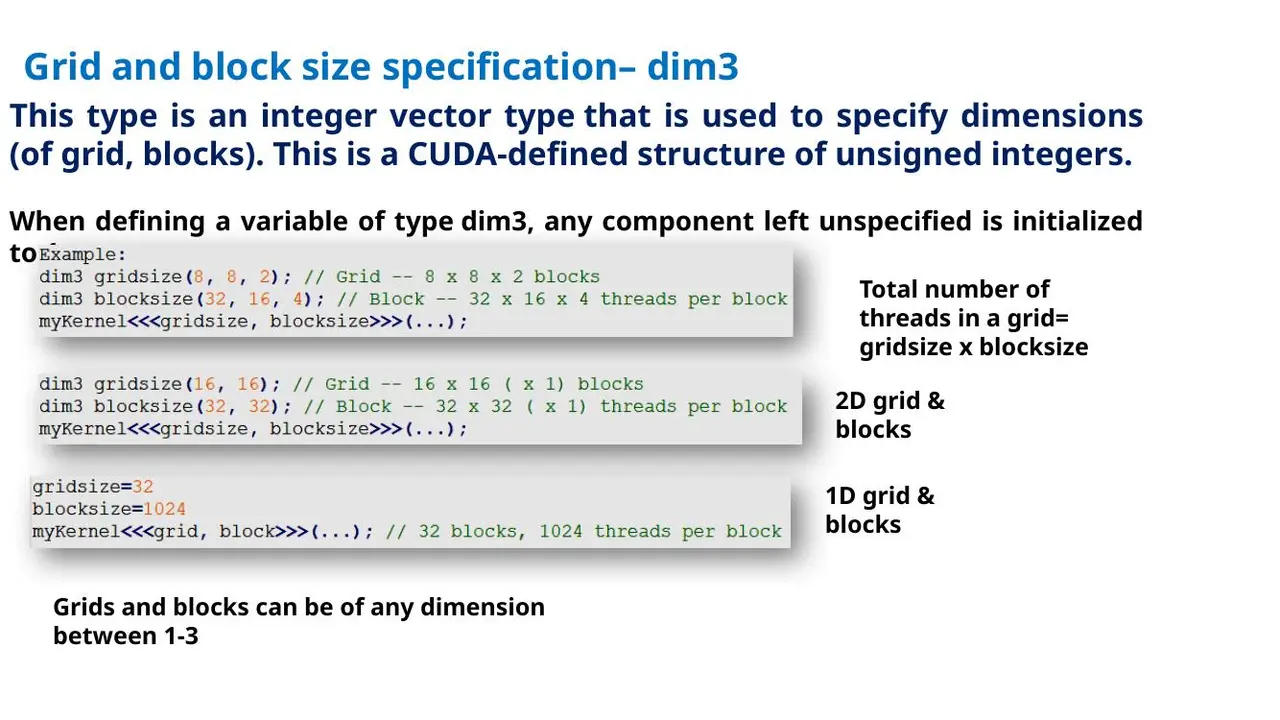 Grid and block size specification– dim3
This type is an integer vector type that is used to specify dimensions
(of grid, blocks). This is a CUDA-defined structure of unsigned integers.
When defining a variable of type dim3, any component left unspecified is initialized
to
Example:
dim3 gridsize(8, 8, 2); // Grid -- 8 x 8 x 2 blocks
dim3 blocksize(32, 16, 4); // Block -- 32 x 16 x 4 threads per block
myKernel<<<gridsize, blocksize>>>(...);
Total number of
threads in a grid=
gridsize x blocksize
dim3 gridsize(16, 16); // Grid -- 16 x 16 ( x 1) blocks
dim3 blocksize(32, 32); // Block -- 32 x 32 ( x 1) threads per block
myKernel<<<gridsize, blocksize>>>(...);
2D grid &
blocks
gridsize=32
blocksize=1024
myKernel<<<grid, block>>>(...); // 32 blocks, 1024 threads per block
1D grid &
blocks
Grids and blocks can be of any dimension
between 1-3